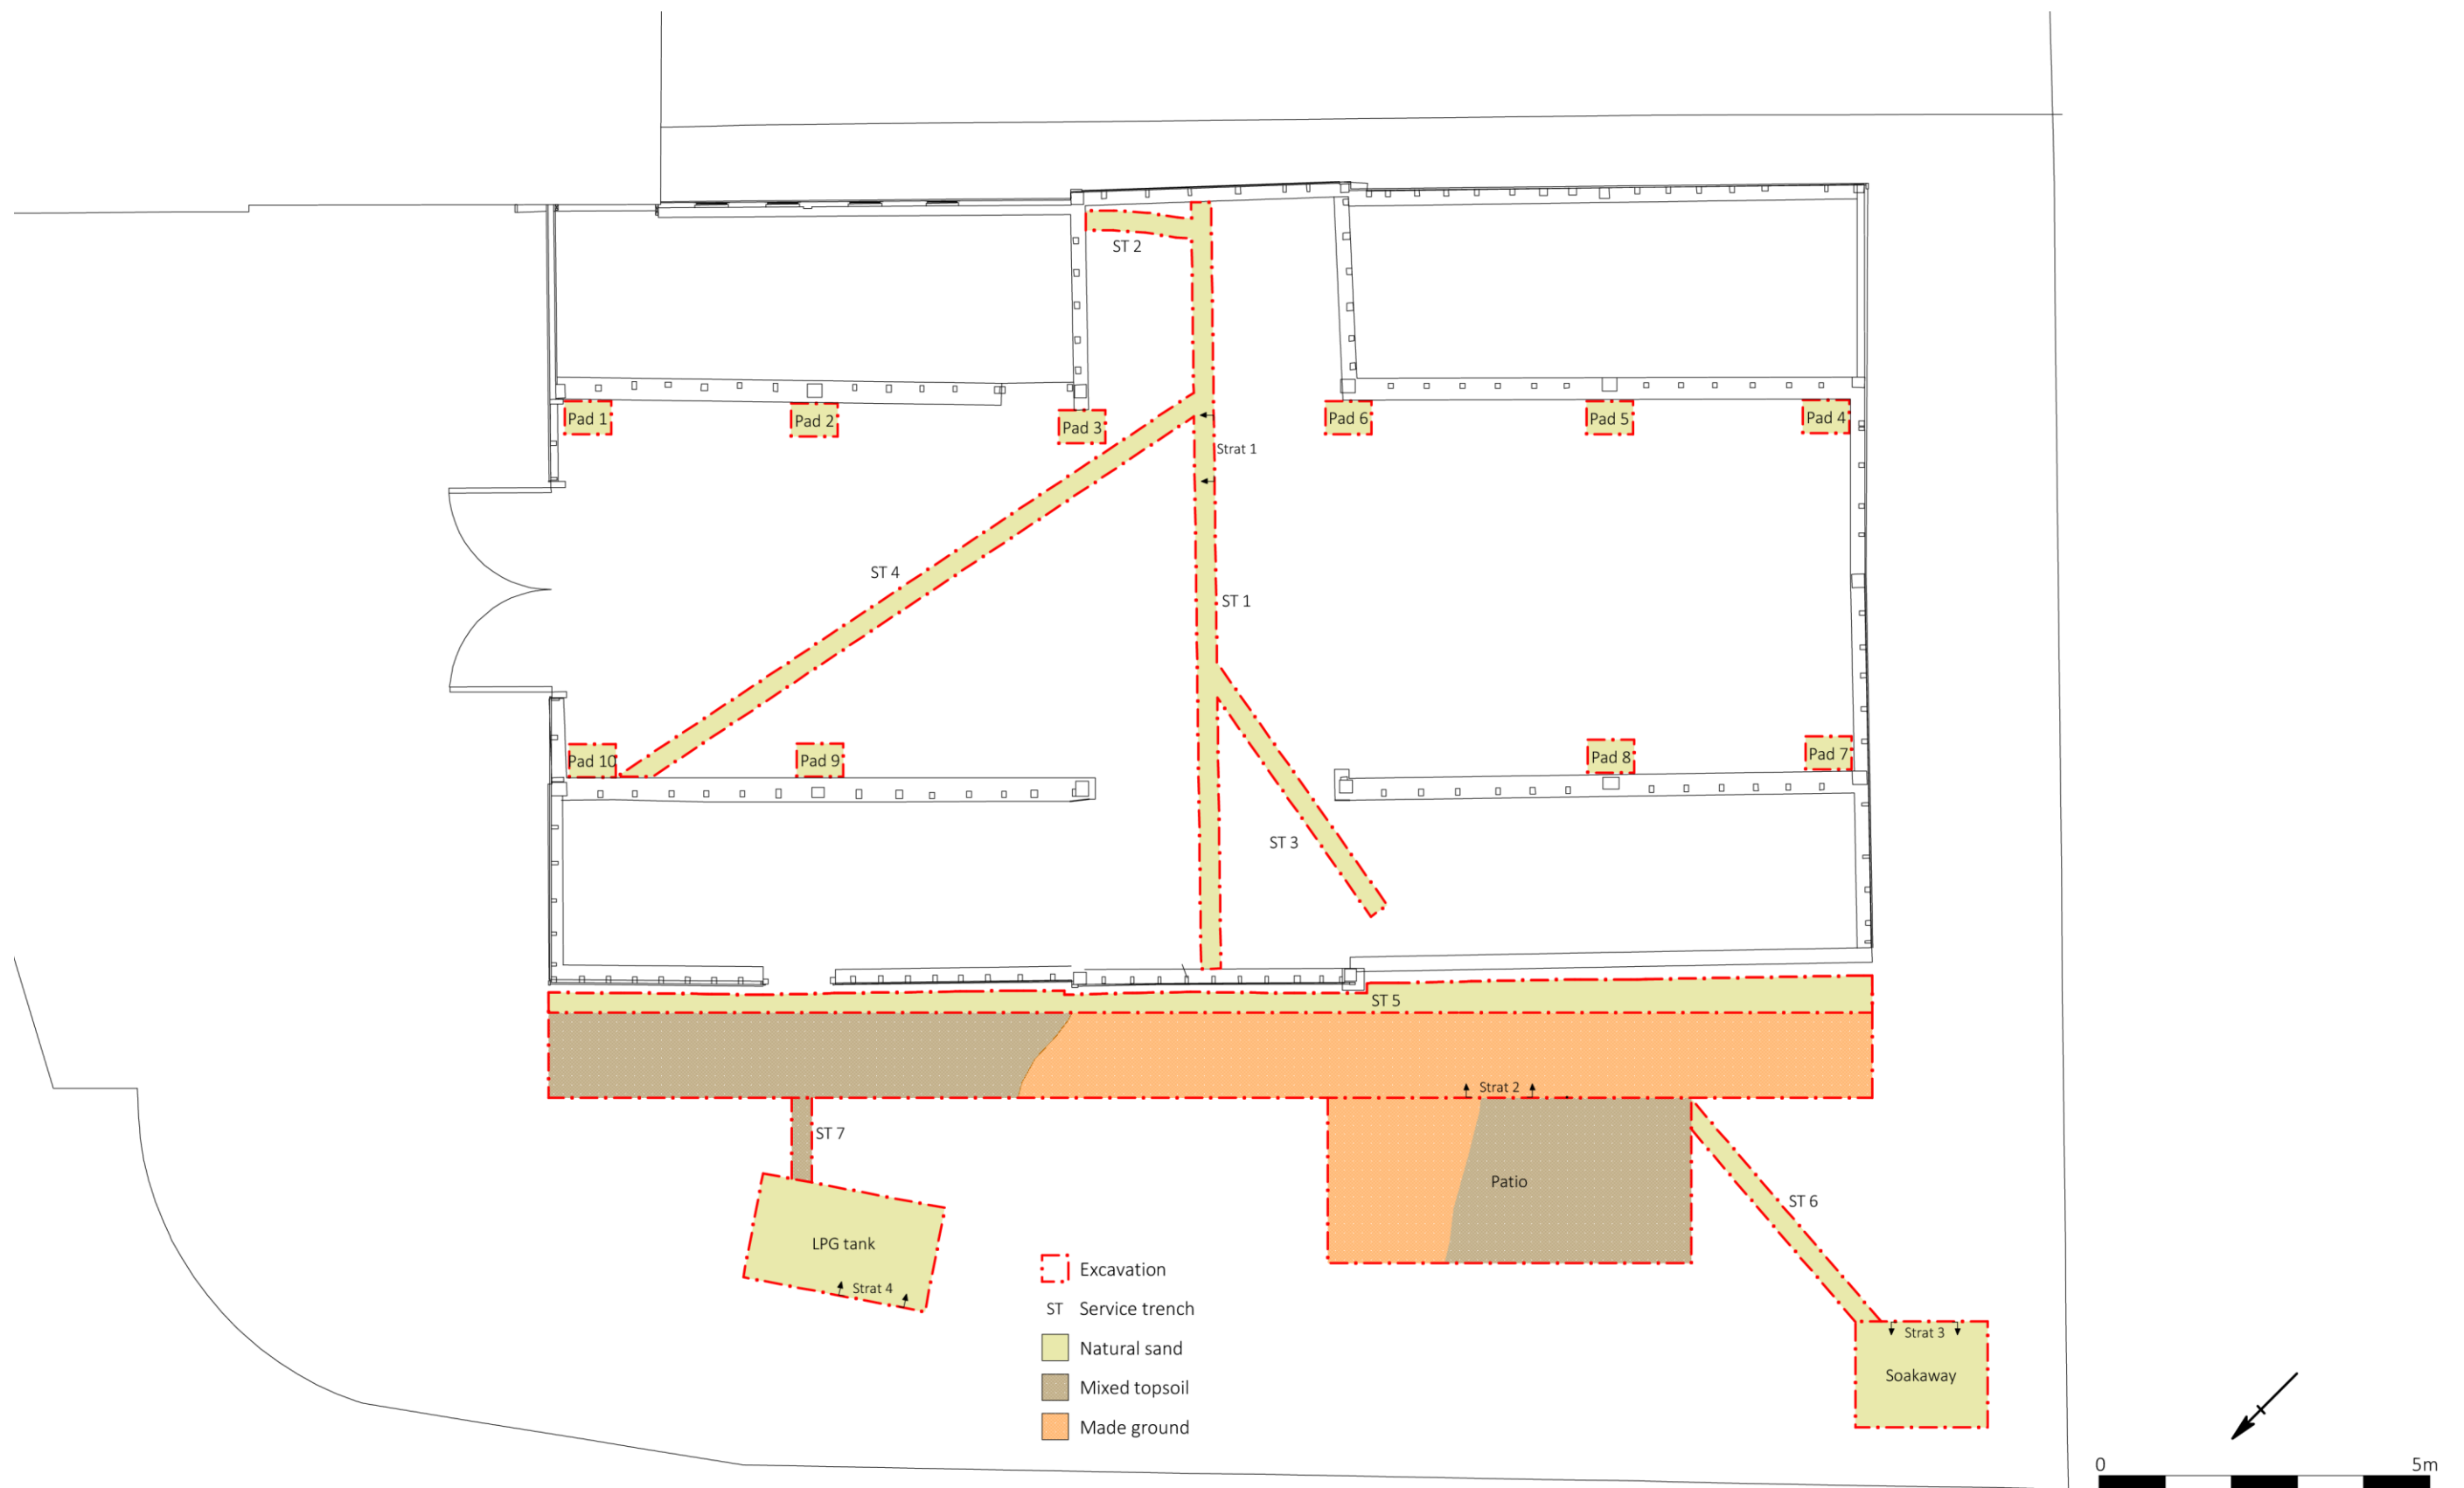 ST 2
Pad 1
Pad 2
Pad 3
Pad 6
Pad 5
Pad 4
Strat 1
ST 4
ST 1
Pad 10
Pad 9
Pad 8
Pad 7
ST 3
ST 5
Strat 2
ST 7
Patio
ST 6
LPG tank
Strat 4
Excavation
ST Service trench
Natural sand
Mixed topsoil
Made ground
Strat 3
Soakaway
0 5m